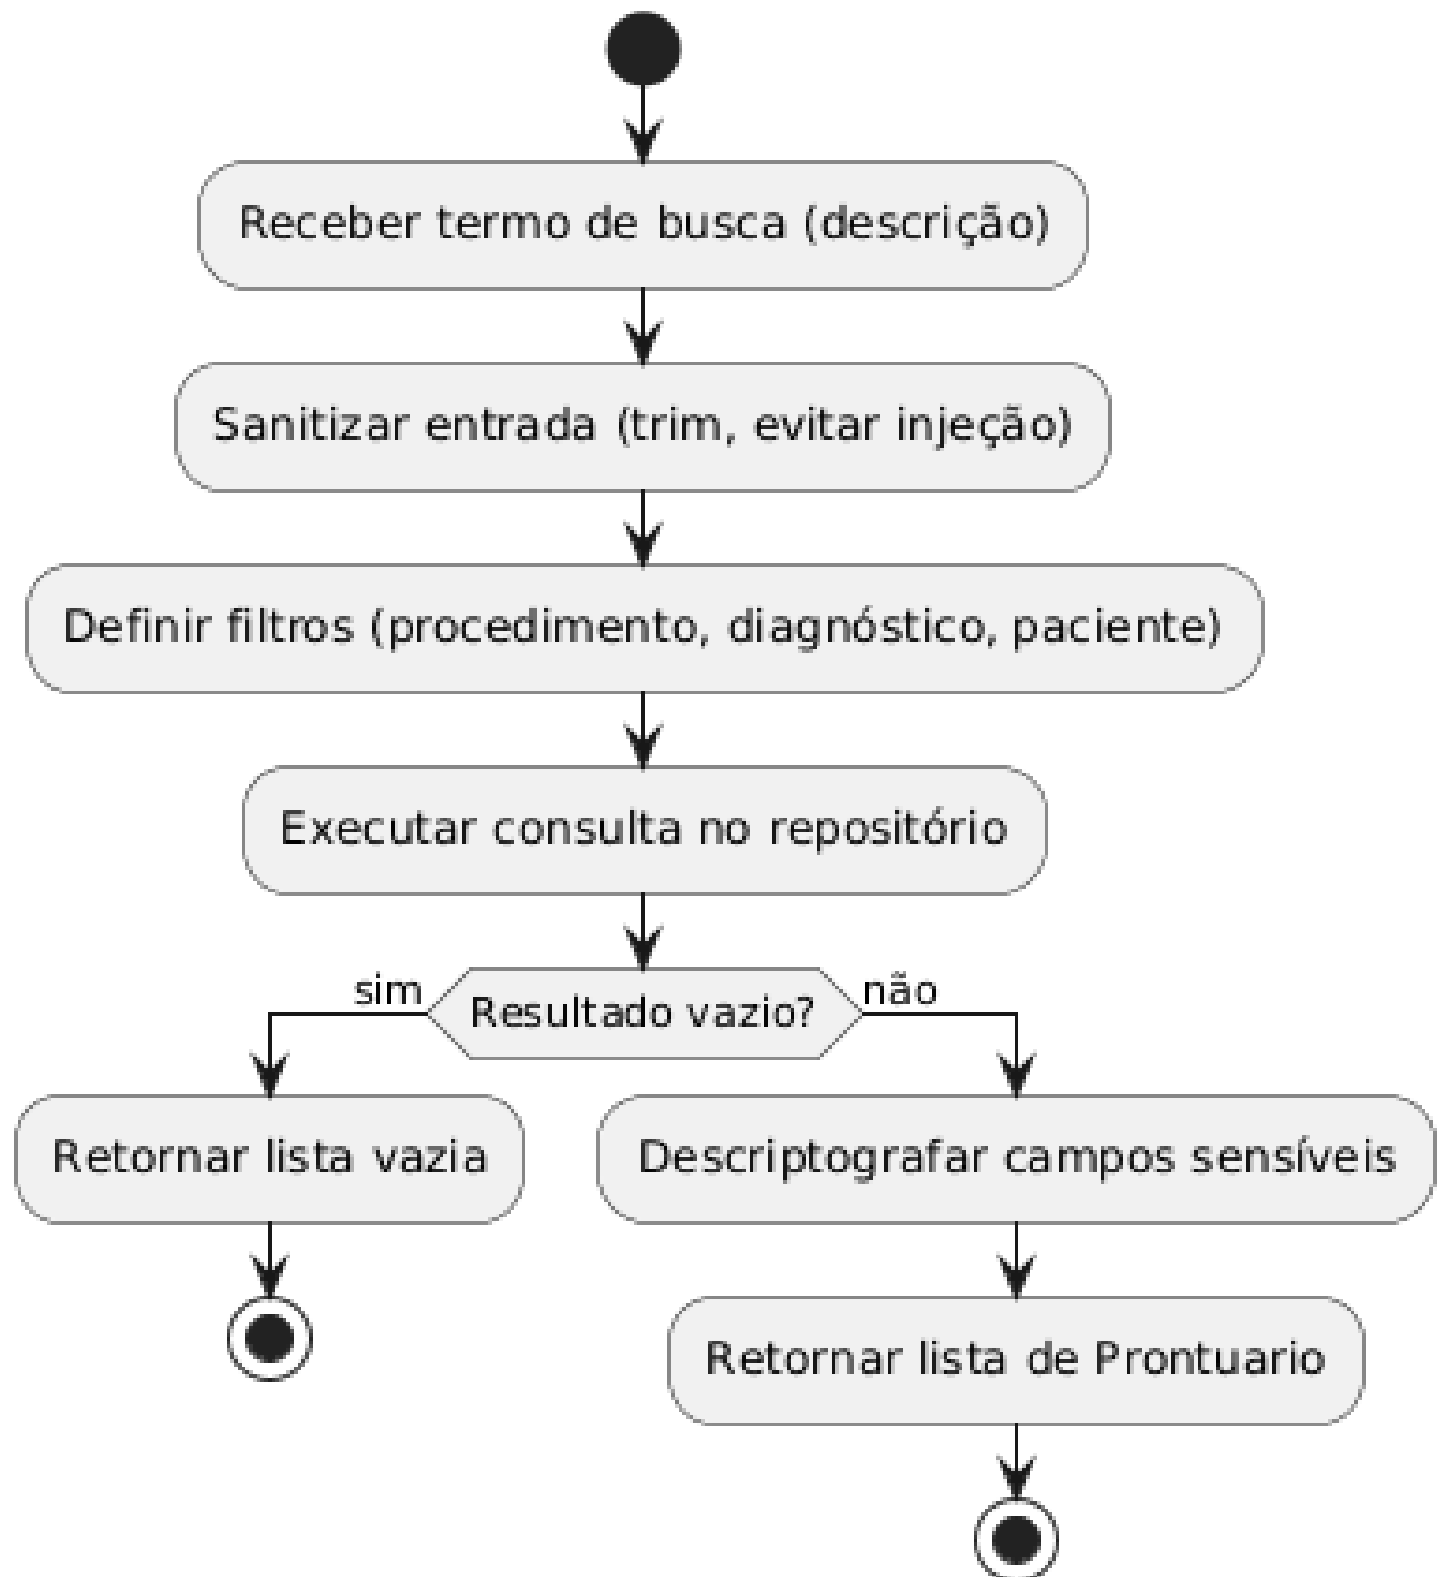 Receber termo de busca (descrição)
Sanitizar entrada (trim, evitar injeção)
Definir filtros (procedimento, diagnóstico, paciente)
Executar consulta no repositório
sim
Resultado vazio?
não
Retornar lista vazia
Descriptografar campos sensíveis
Retornar lista de Prontuario